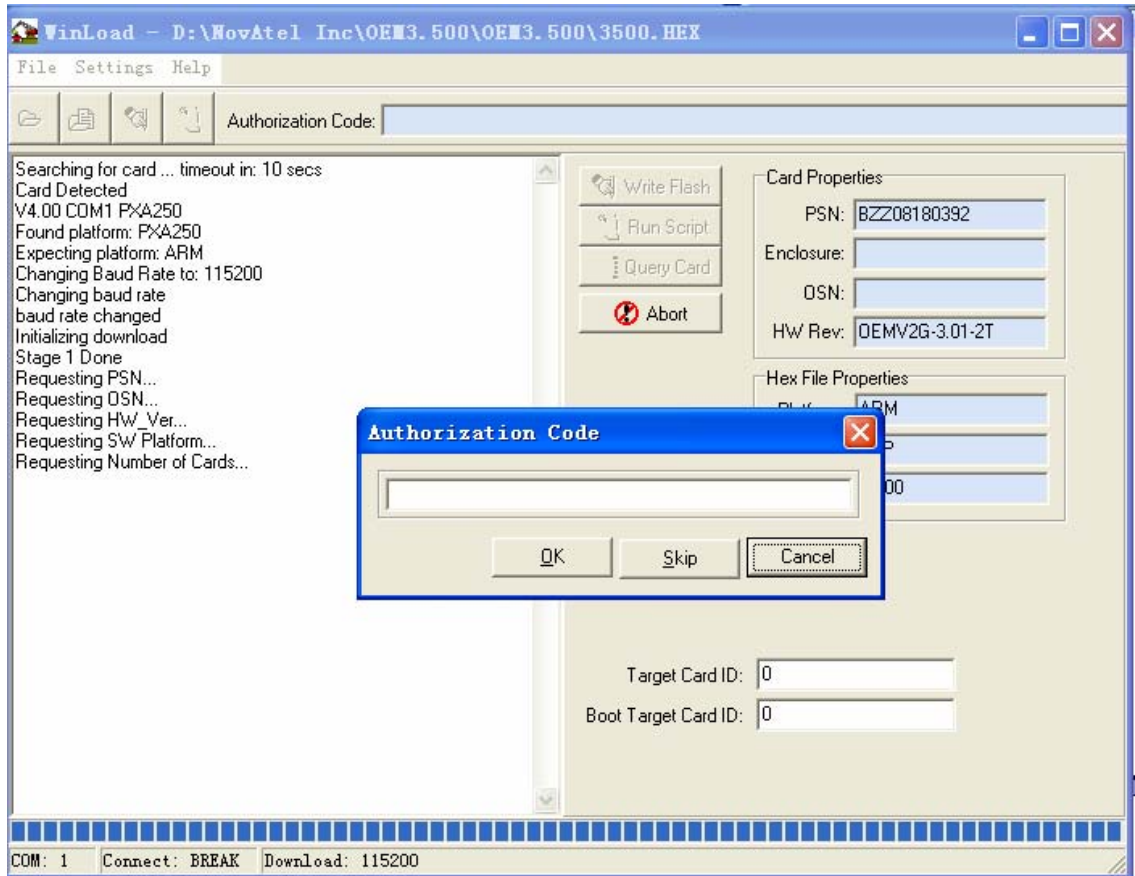 WinLoad - D:\NovAtel Inc\OEM3.500\OEM3.500\3500.HEX
File Settings Help
Authorization Code:
Searching for card ... timeout in: 10 secs
Card Detected
V4.00 COM1 PXA250
Found platform: PXA250
Expecting platform: ARM
Changing Baud Rate to: 115200
Changing baud rate
baud rate changed
Initializing download
Stage 1 Done
Requesting PSN...
Requesting OSN...
Requesting HW_Ver...
Requesting SW Platform...
Requesting Number of Cards...
Write Flash
Run Script
Query Card
Abort
Card Properties
PSN: BZZ08180392
Enclosure:
OSN:
HW Rev: OEMV2G-3.01-2T
Hex File Properties
ARM
00
Authorization Code
OK Skip Cancel
Target Card ID: 0
Boot Target Card ID: 0
COM: 1 Connect: BREAK Download: 115200